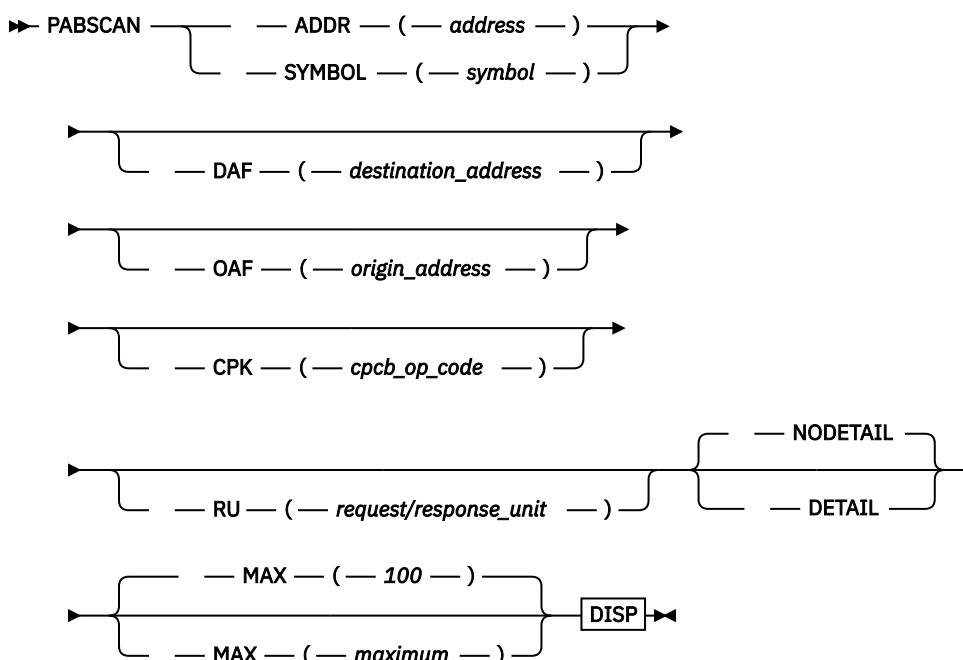 PABSCAN ADDR ( address )
SYMBOL ( symbol )
DAF ( destination_address )
OAF ( origin_address )
CPK ( cpcb_op_code )
NODETAIL
RU ( request/response_unit )
DETAIL
MAX ( 100 )
DISP
MAX ( maximum )